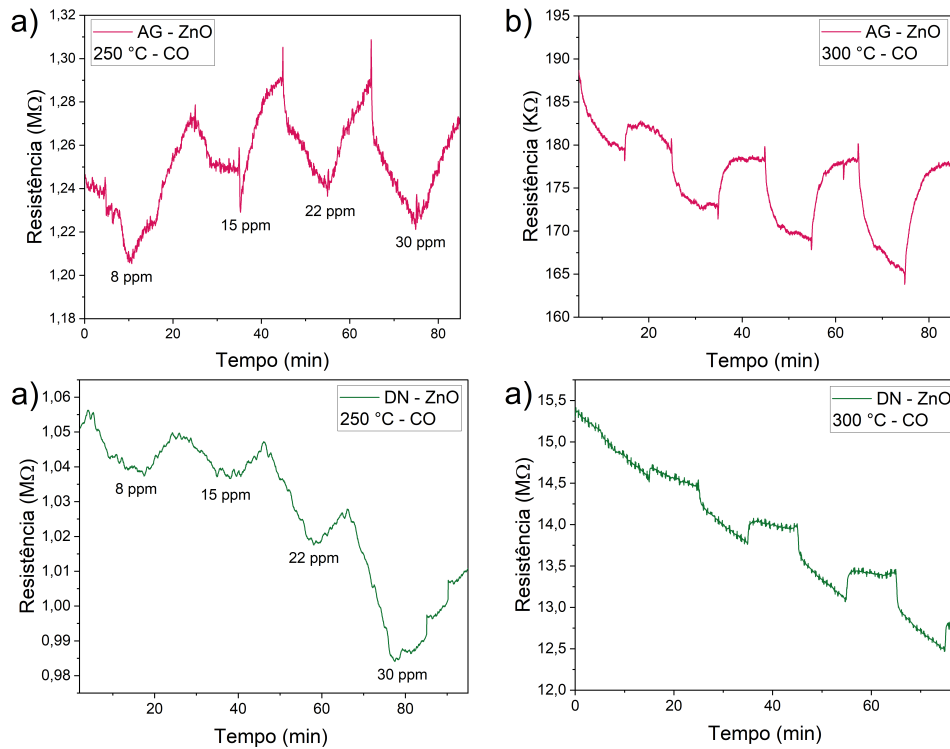 a)
AG - ZnO
250 °C - CO
1,32
1,30
1,28
1,26
1,24
1,22
1,20
1,18
Resistência (MΩ)
8 ppm
15 ppm
22 ppm
30 ppm
0 20 40 60 80
Tempo (min)
b)
AG - ZnO
300 °C - CO
195
190
185
180
175
170
165
160
Resistência (KΩ)
20 40 60 80
Tempo (min)
a)
DN - ZnO
250 °C - CO
1,06
1,05
1,04
1,03
1,02
1,01
1,00
0,99
0,98
Resistência (MΩ)
8 ppm
15 ppm
22 ppm
30 ppm
20 40 60 80
Tempo (min)
a)
DN - ZnO
300 °C - CO
15,5
15,0
14,5
14,0
13,5
13,0
12,5
12,0
Resistência (MΩ)
0 20 40 60
Tempo (min)